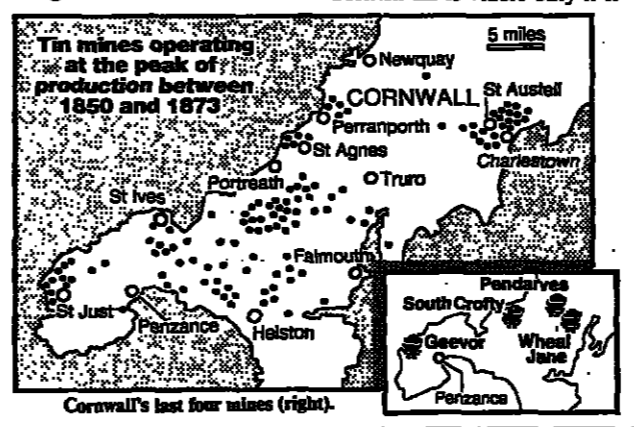 Tin mines operating
at the peak of
production between
1850 and 1873
5 miles
Newquay
CORNWALL
St Austell
Perranporth
St Agnes
Charlestown
Portreath
Truro
St Ives
Falmouth
St Just
Penzance
Helston
Pendarves
South Crofty
Geevor
Wheal
Jane
Penzance
Cornwall's last four mines (right).